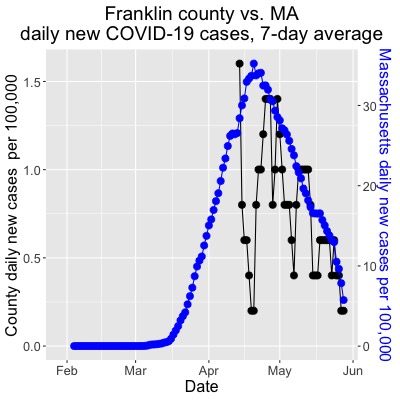 Franklin county vs. MA
daily new COVID-19 cases, 7-day average
County daily new cases per 100,000
1.5
1.0
0.5
0.0
Massachusetts daily new cases per 100,000
30
20
10
0
Feb Mar Apr May Jun
Date